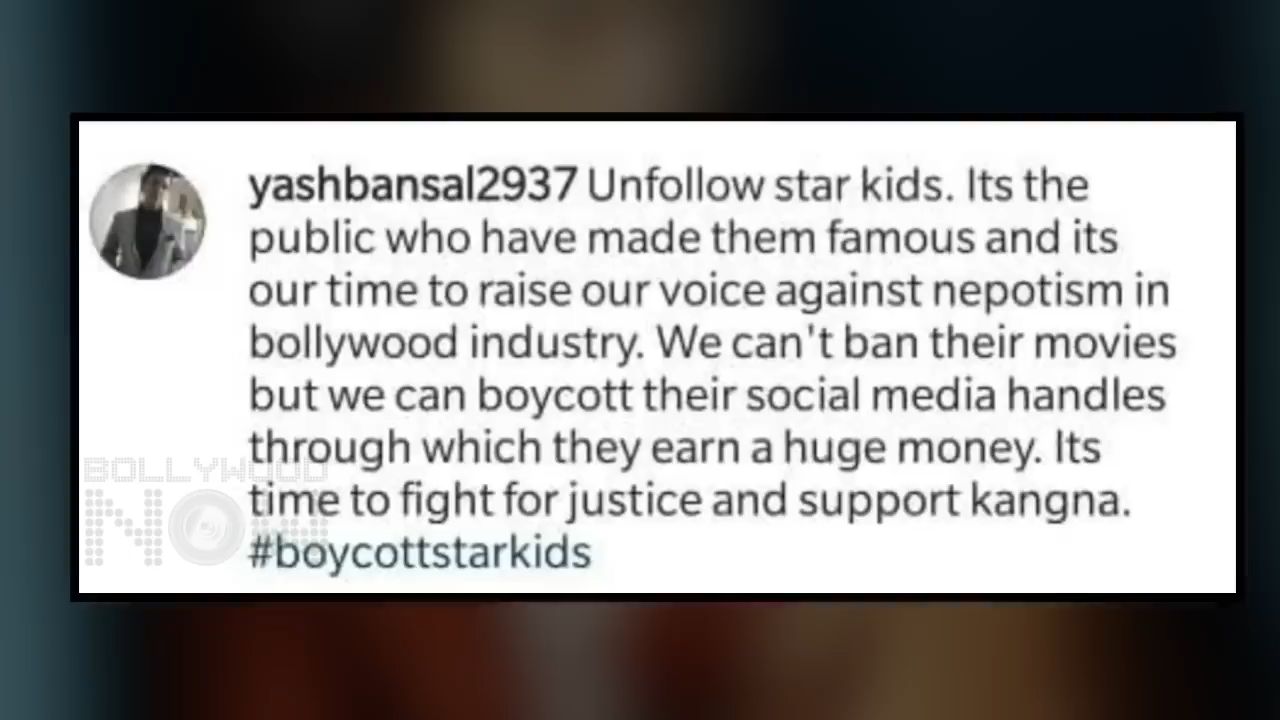 yashbansal2937 Unfollow star kids. Its the
public who have made them famous and its
our time to raise our voice against nepotism in
bollywood industry. We can't ban their movies
but we can boycott their social media handles
through which they earn a huge money. Its
time to fight for justice and support kangna.
#boycottstarkids
BOLLYWOOD
NOW